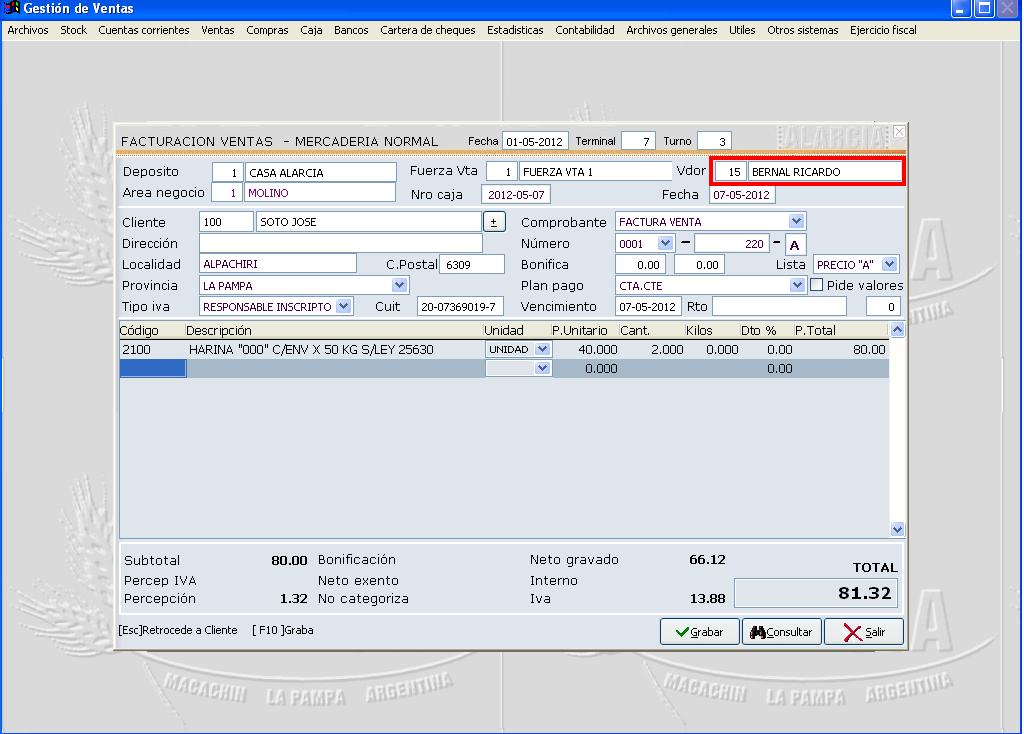 Gestión de Ventas
Archivos Stock Cuentas corrientes Ventas Compras Caja Bancos Cartera de cheques Estadisticas Contabilidad Archivos generales Utiles Otros sistemas Ejercicio fiscal
FACTURACION VENTAS - MERCADERIA NORMAL Fecha 01-05-2012 Terminal 7 Turno 3 ALARCIA
Deposito 1 CASA ALARCIA Fuerza Vta 1 FUERZA VTA 1 Vdor 15 BERNAL RICARDO
Area negocio 1 MOLINO Nro caja 2012-05-07 Fecha 07-05-2012
Cliente 100 SOTO JOSE ± Comprobante FACTURA VENTA
Dirección Número 0001 - 220 - A
Localidad ALPACHIRI C.Postal 6309 Bonifica 0.00 0.00 Lista PRECIO "A"
Provincia LA PAMPA Plan pago CTA.CTE Pide valores
Tipo iva RESPONSABLE INSCRIPTO Cuit 20-07369019-7 Vencimiento 07-05-2012 Rto 0
Código Descripción Unidad P.Unitario Cant. Kilos Dto % P.Total
2100 HARINA "000" C/ENV X 50 KG S/LEY 25630 UNIDAD 40.000 2.000 0.000 0.00 80.00
0.000 0.00
Subtotal 80.00 Bonificación Neto gravado 66.12
Percep IVA Neto exento Interno TOTAL
Percepción 1.32 No categoriza Iva 13.88 81.32
[Esc]Retrocede a Cliente [ F10 ]Graba Grabar Consultar Salir
MACACHIN LA PAMPA ARGENTINA MACACHIN LA PAMPA ARGENTINA